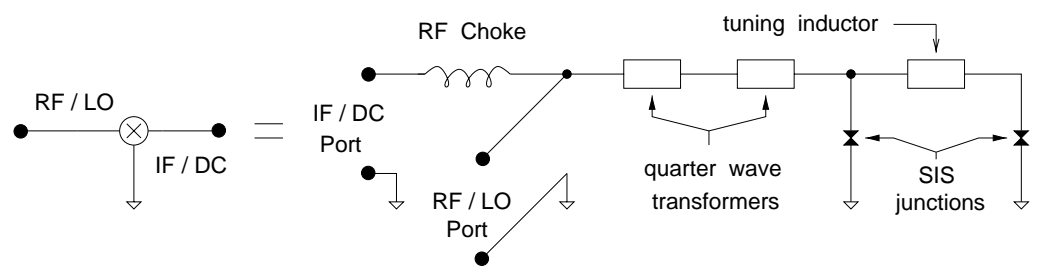 tuning inductor
RF Choke
RF / LO
IF / DC
=
IF / DC
Port
RF / LO
Port
quarter wave
transformers
SIS
junctions